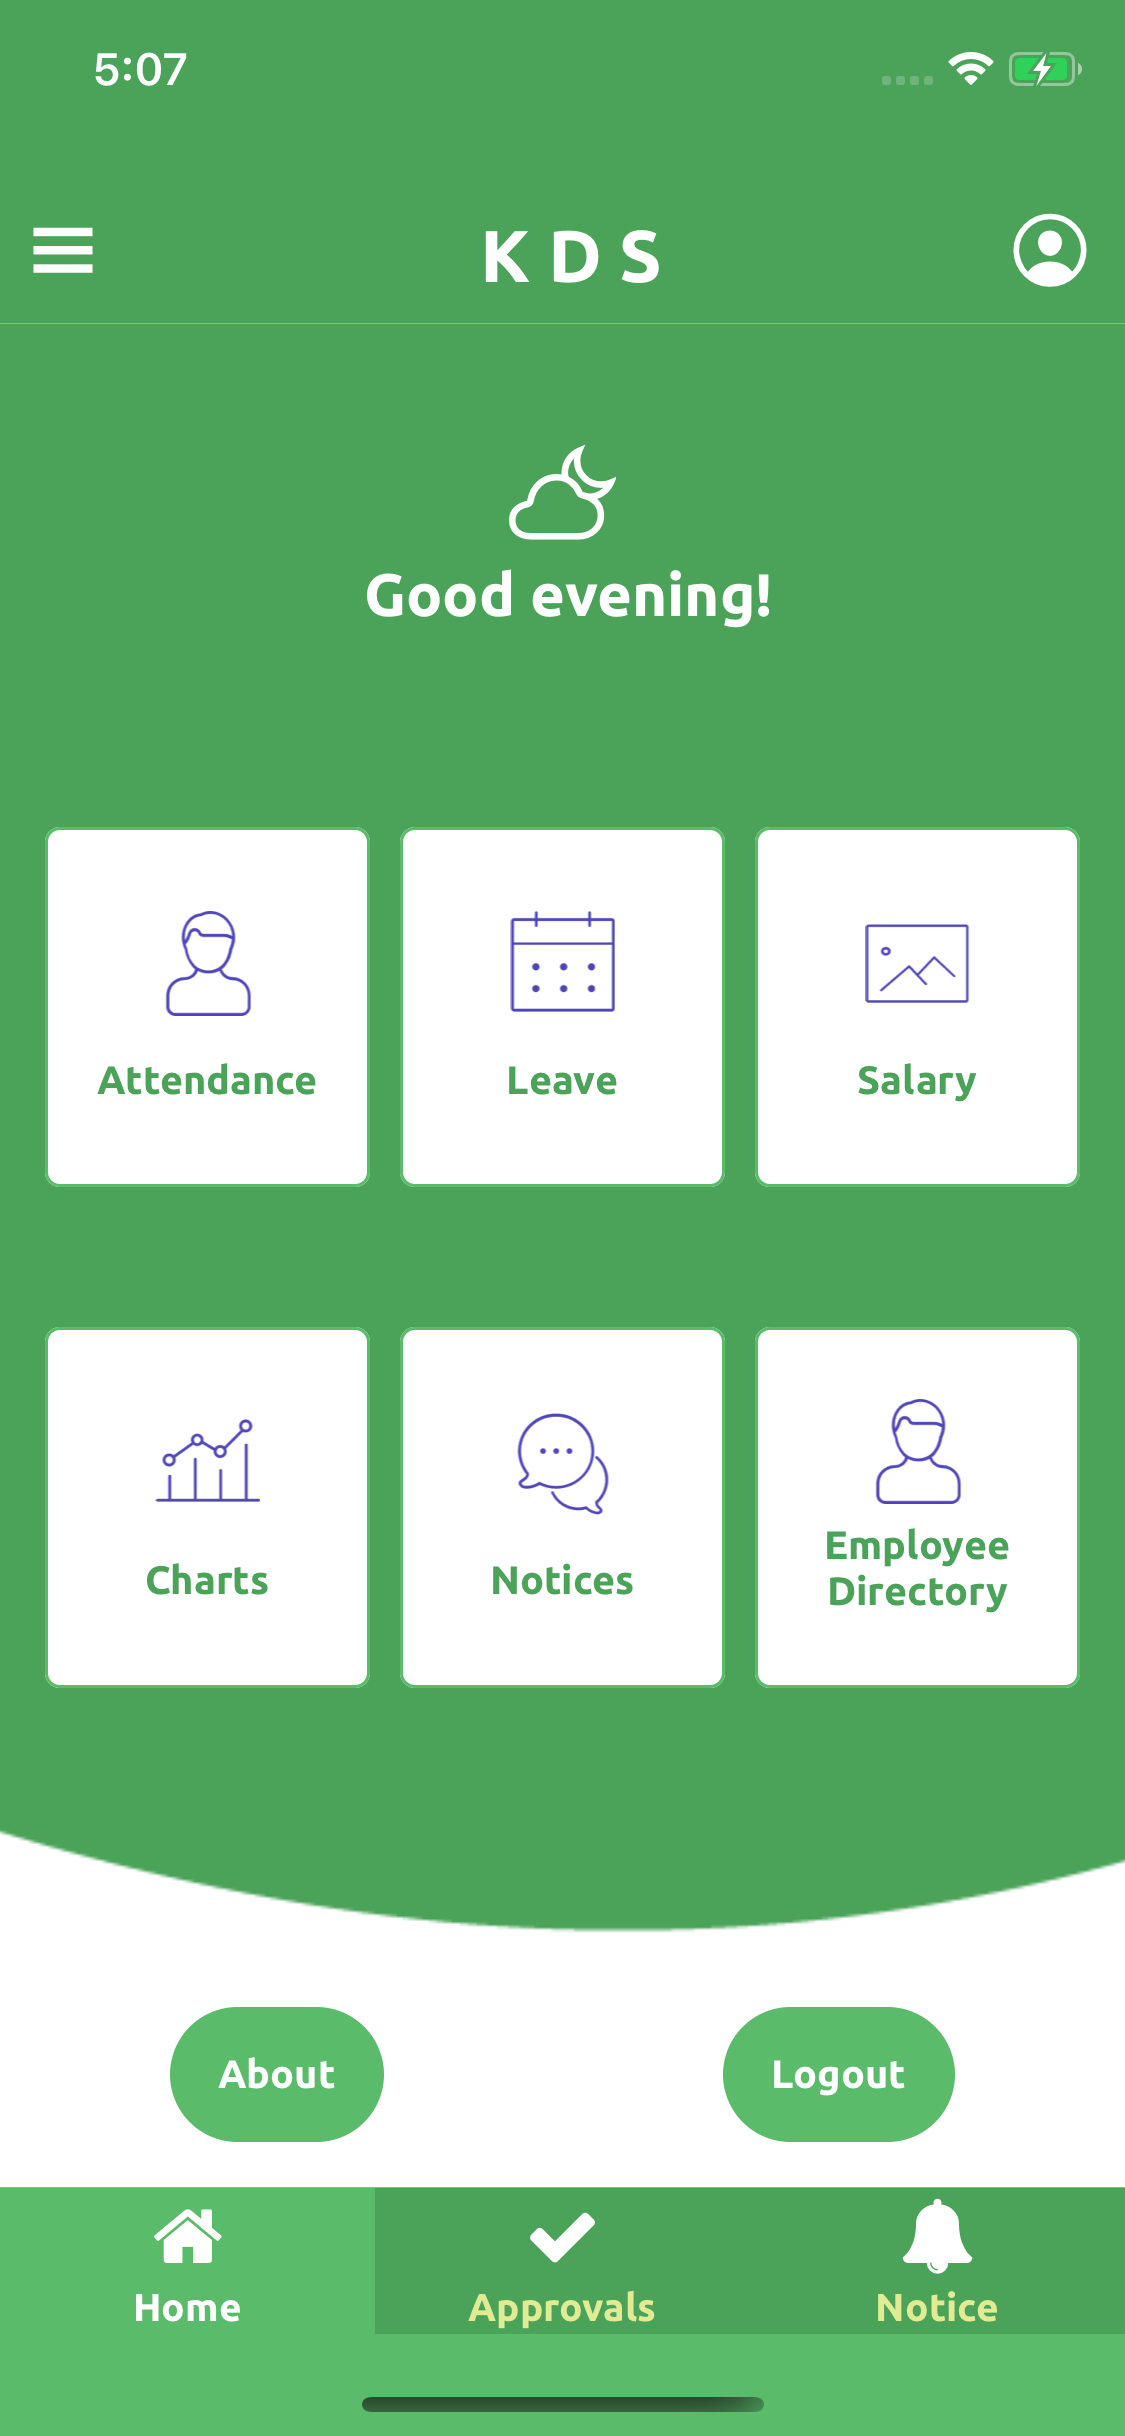 5:07
K D S
Good evening!
Attendance
Leave
Salary
Charts
Notices
Employee
Directory
About
Logout
Home
Approvals
Notice